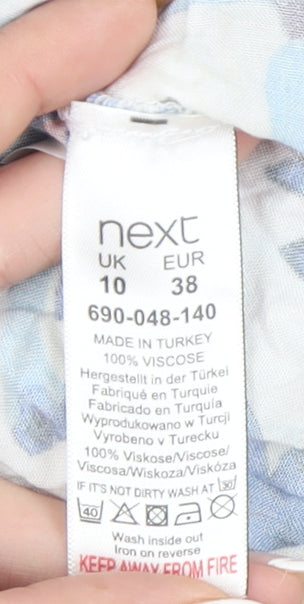 next
UK EUR
10 38
690-048-140
MADE IN TURKEY
100% VISCOSE
Hergestellt in der Türkei
Fabriqué en Turquie
Fabricado en Turquía
Wyprodukowano w Turcji
Vyrobeno v Turecku
100% Viskose/Viscose/
Viscosa/Wiskoza/Viskóza
IF IT'S NOT DIRTY WASH AT 30
40
Wash inside out
Iron on reverse
KEEP AWAY FROM FIRE